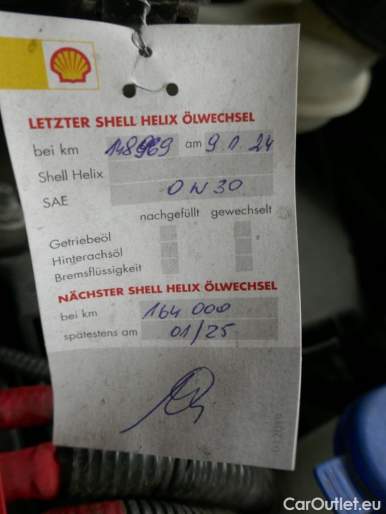 LETZTER SHELL HELIX ÖLWECHSEL
bei km 148969 am 9.1.24
Shell Helix
SAE 0W30
nachgefüllt gewechselt
Getriebeöl
Hinterachsöl
Bremsflüssigkeit
NÄCHSTER SHELL HELIX ÖLWECHSEL
bei km 164 000
spätestens am 01/25
CarOutlet.eu